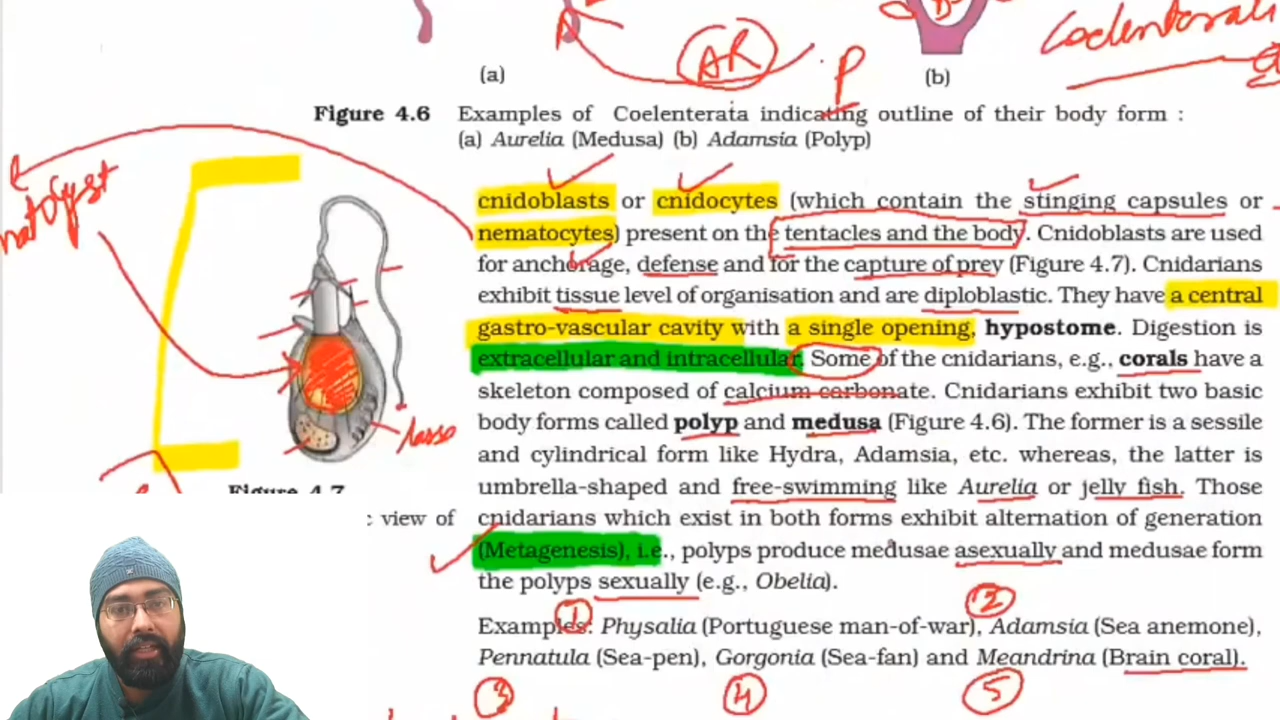 AR
P
Coelenterata
(a)
(b)
Figure 4.6 Examples of Coelenterata indicating outline of their body form :
(a) Aurelia (Medusa) (b) Adamsia (Polyp)
cnidoblasts or cnidocytes (which contain the stinging capsules or
nematocytes) present on the tentacles and the body. Cnidoblasts are used
for anchorage, defense and for the capture of prey (Figure 4.7). Cnidarians
exhibit tissue level of organisation and are diploblastic. They have a central
gastro-vascular cavity with a single opening, hypostome. Digestion is
extracellular and intracellular. Some of the cnidarians, e.g., corals have a
skeleton composed of calcium carbonate. Cnidarians exhibit two basic
body forms called polyp and medusa (Figure 4.6). The former is a sessile
and cylindrical form like Hydra, Adamsia, etc. whereas, the latter is
umbrella-shaped and free-swimming like Aurelia or jelly fish. Those
cnidarians which exist in both forms exhibit alternation of generation
(Metagenesis), i.e., polyps produce medusae asexually and medusae form
the polyps sexually (e.g., Obelia).
1
2
Examples: Physalia (Portuguese man-of-war), Adamsia (Sea anemone),
Pennatula (Sea-pen), Gorgonia (Sea-fan) and Meandrina (Brain coral).
3
4
5
lasso
Figure 4.7
: view of